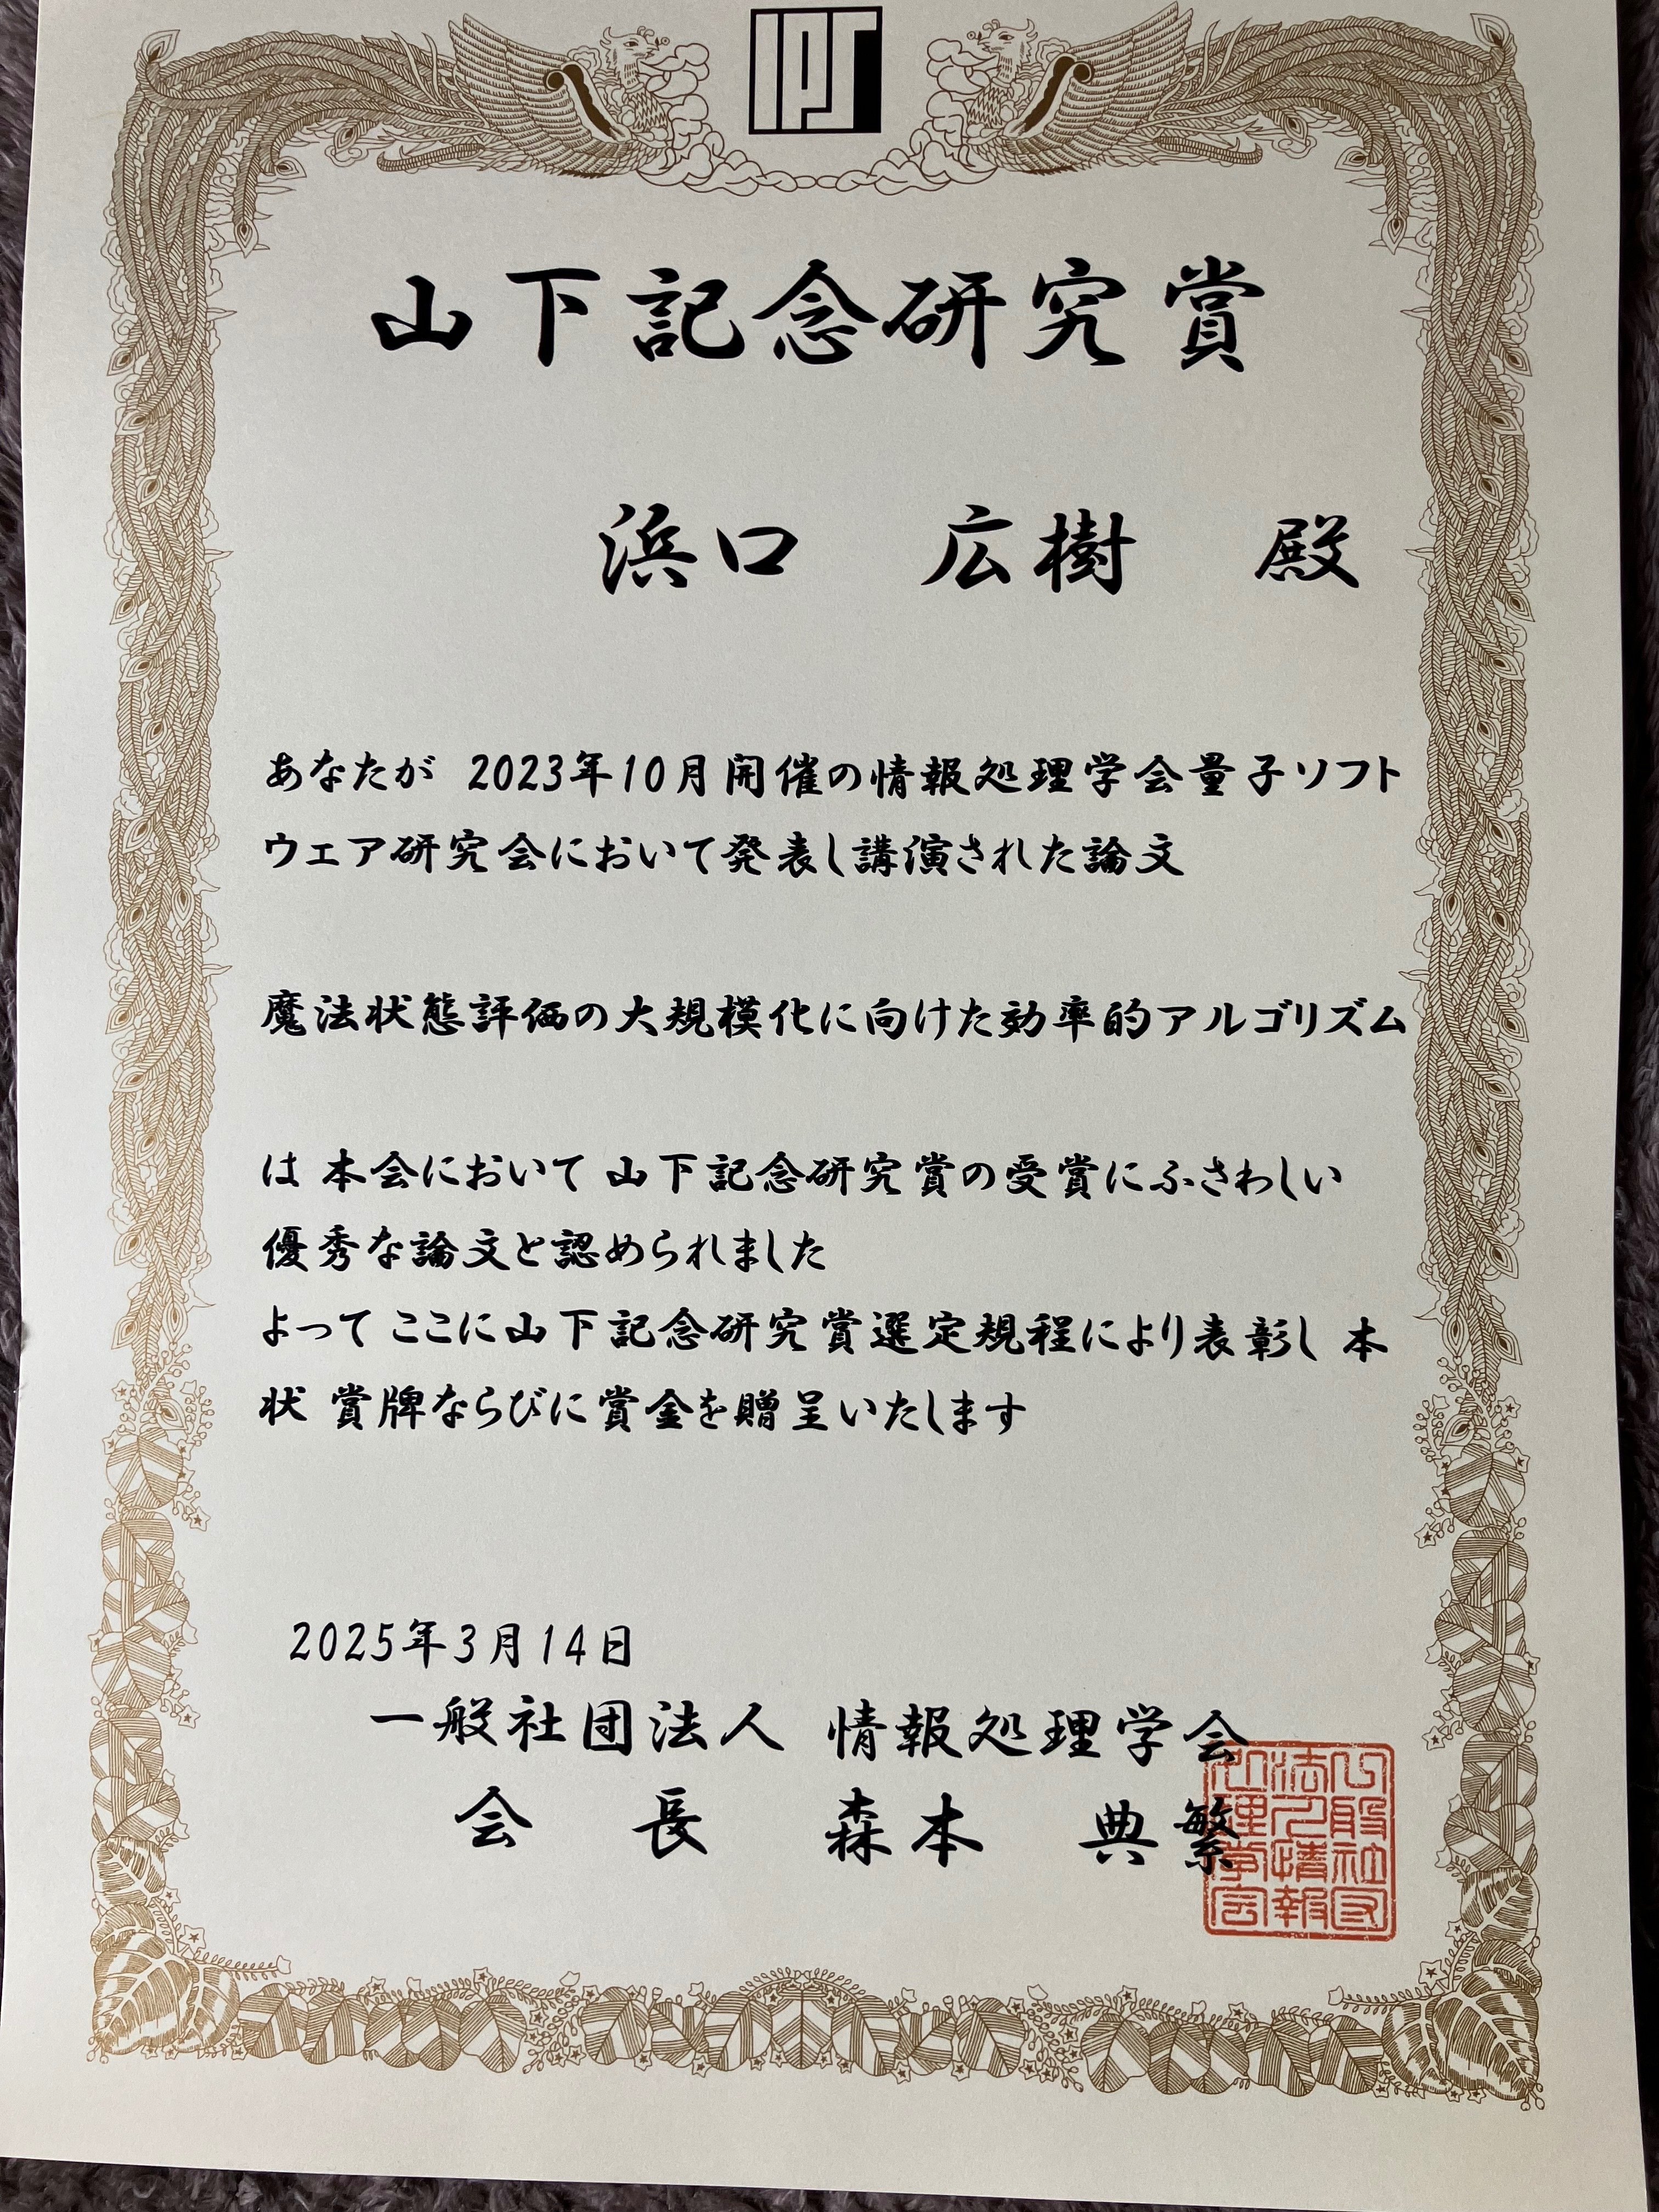 IPSJ
山下記念研究賞
浜口 広樹 殿
あなたが 2023年10月開催の情報処理学会量子ソフト
ウェア研究会において発表し講演された論文
魔法状態評価の大規模化に向けた効率的アルゴリズム
は 本会において 山下記念研究賞の受賞にふさわしい
優秀な論文と認められました
よって ここに山下記念研究賞選定規程により表彰し 本
状 賞牌ならびに賞金を贈呈いたします
2025年3月14日
一般社団法人 情報処理学会
会 長 森本 典繁
一般社団法人情報処理学会